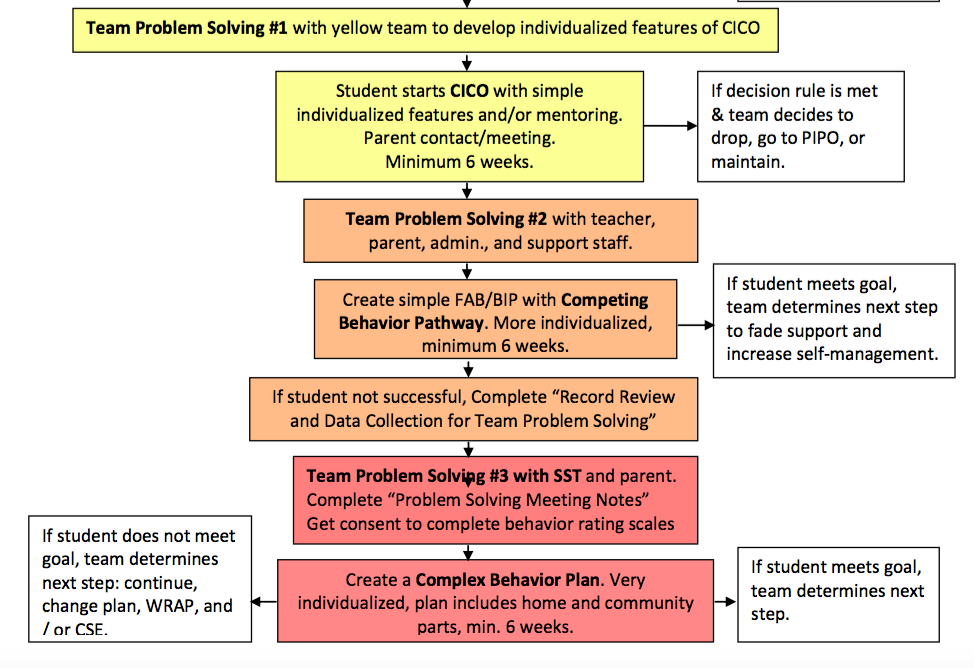 Team Problem Solving #1 with yellow team to develop individualized features of CICO
Student starts CICO with simple
individualized features and/or mentoring.
Parent contact/meeting.
Minimum 6 weeks.
If decision rule is met
& team decides to
drop, go to PIPO, or
maintain.
Team Problem Solving #2 with teacher,
parent, admin., and support staff.
Create simple FAB/BIP with Competing
Behavior Pathway. More individualized,
minimum 6 weeks.
If student meets goal,
team determines next step
to fade support and
increase self-management.
If student not successful, Complete “Record Review
and Data Collection for Team Problem Solving”
Team Problem Solving #3 with SST and parent.
Complete “Problem Solving Meeting Notes”
Get consent to complete behavior rating scales
If student does not meet
goal, team determines
next step: continue,
change plan, WRAP, and
/ or CSE.
Create a Complex Behavior Plan. Very
individualized, plan includes home and community
parts, min. 6 weeks.
If student meets goal,
team determines next
step.